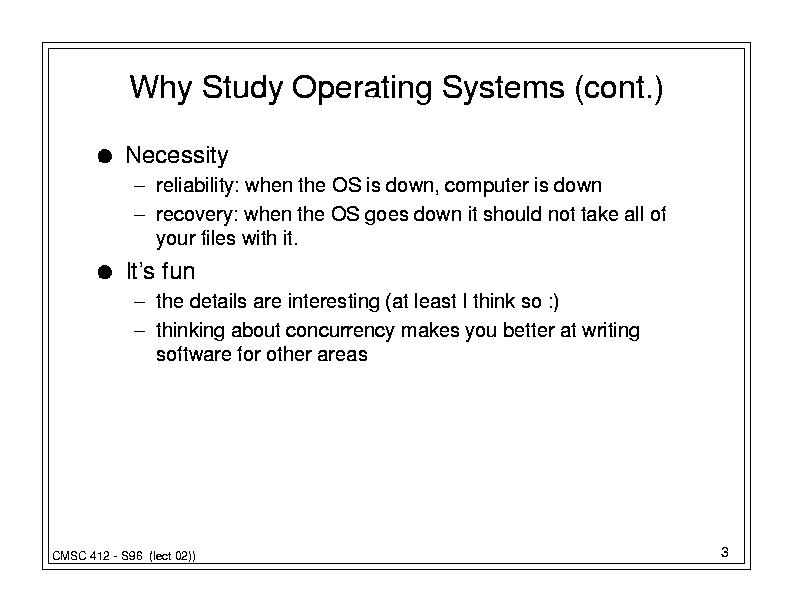 Why Study Operating Systems (cont.)
● Necessity
– reliability: when the OS is down, computer is down
– recovery: when the OS goes down it should not take all of
your files with it.
● It's fun
– the details are interesting (at least I think so :)
– thinking about concurrency makes you better at writing
software for other areas
CMSC 412 - S96 (lect 02))
3